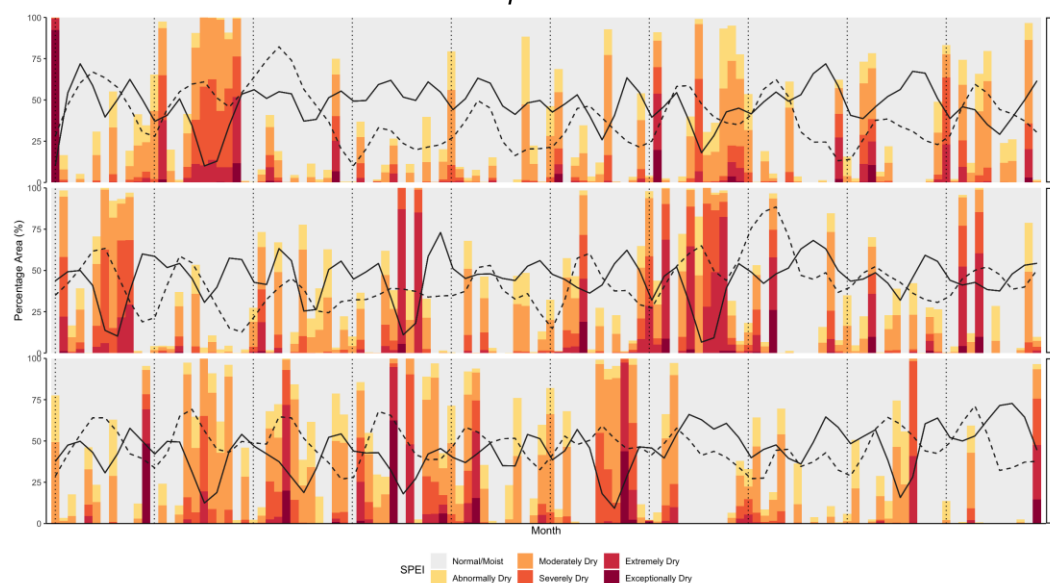 100
75
50
25
0
100
75
50
25
0
100
75
50
25
0
Percentage Area (%)
Month
SPEI
Normal/Moist
Moderately Dry
Extremely Dry
Abnormally Dry
Severely Dry
Exceptionally Dry